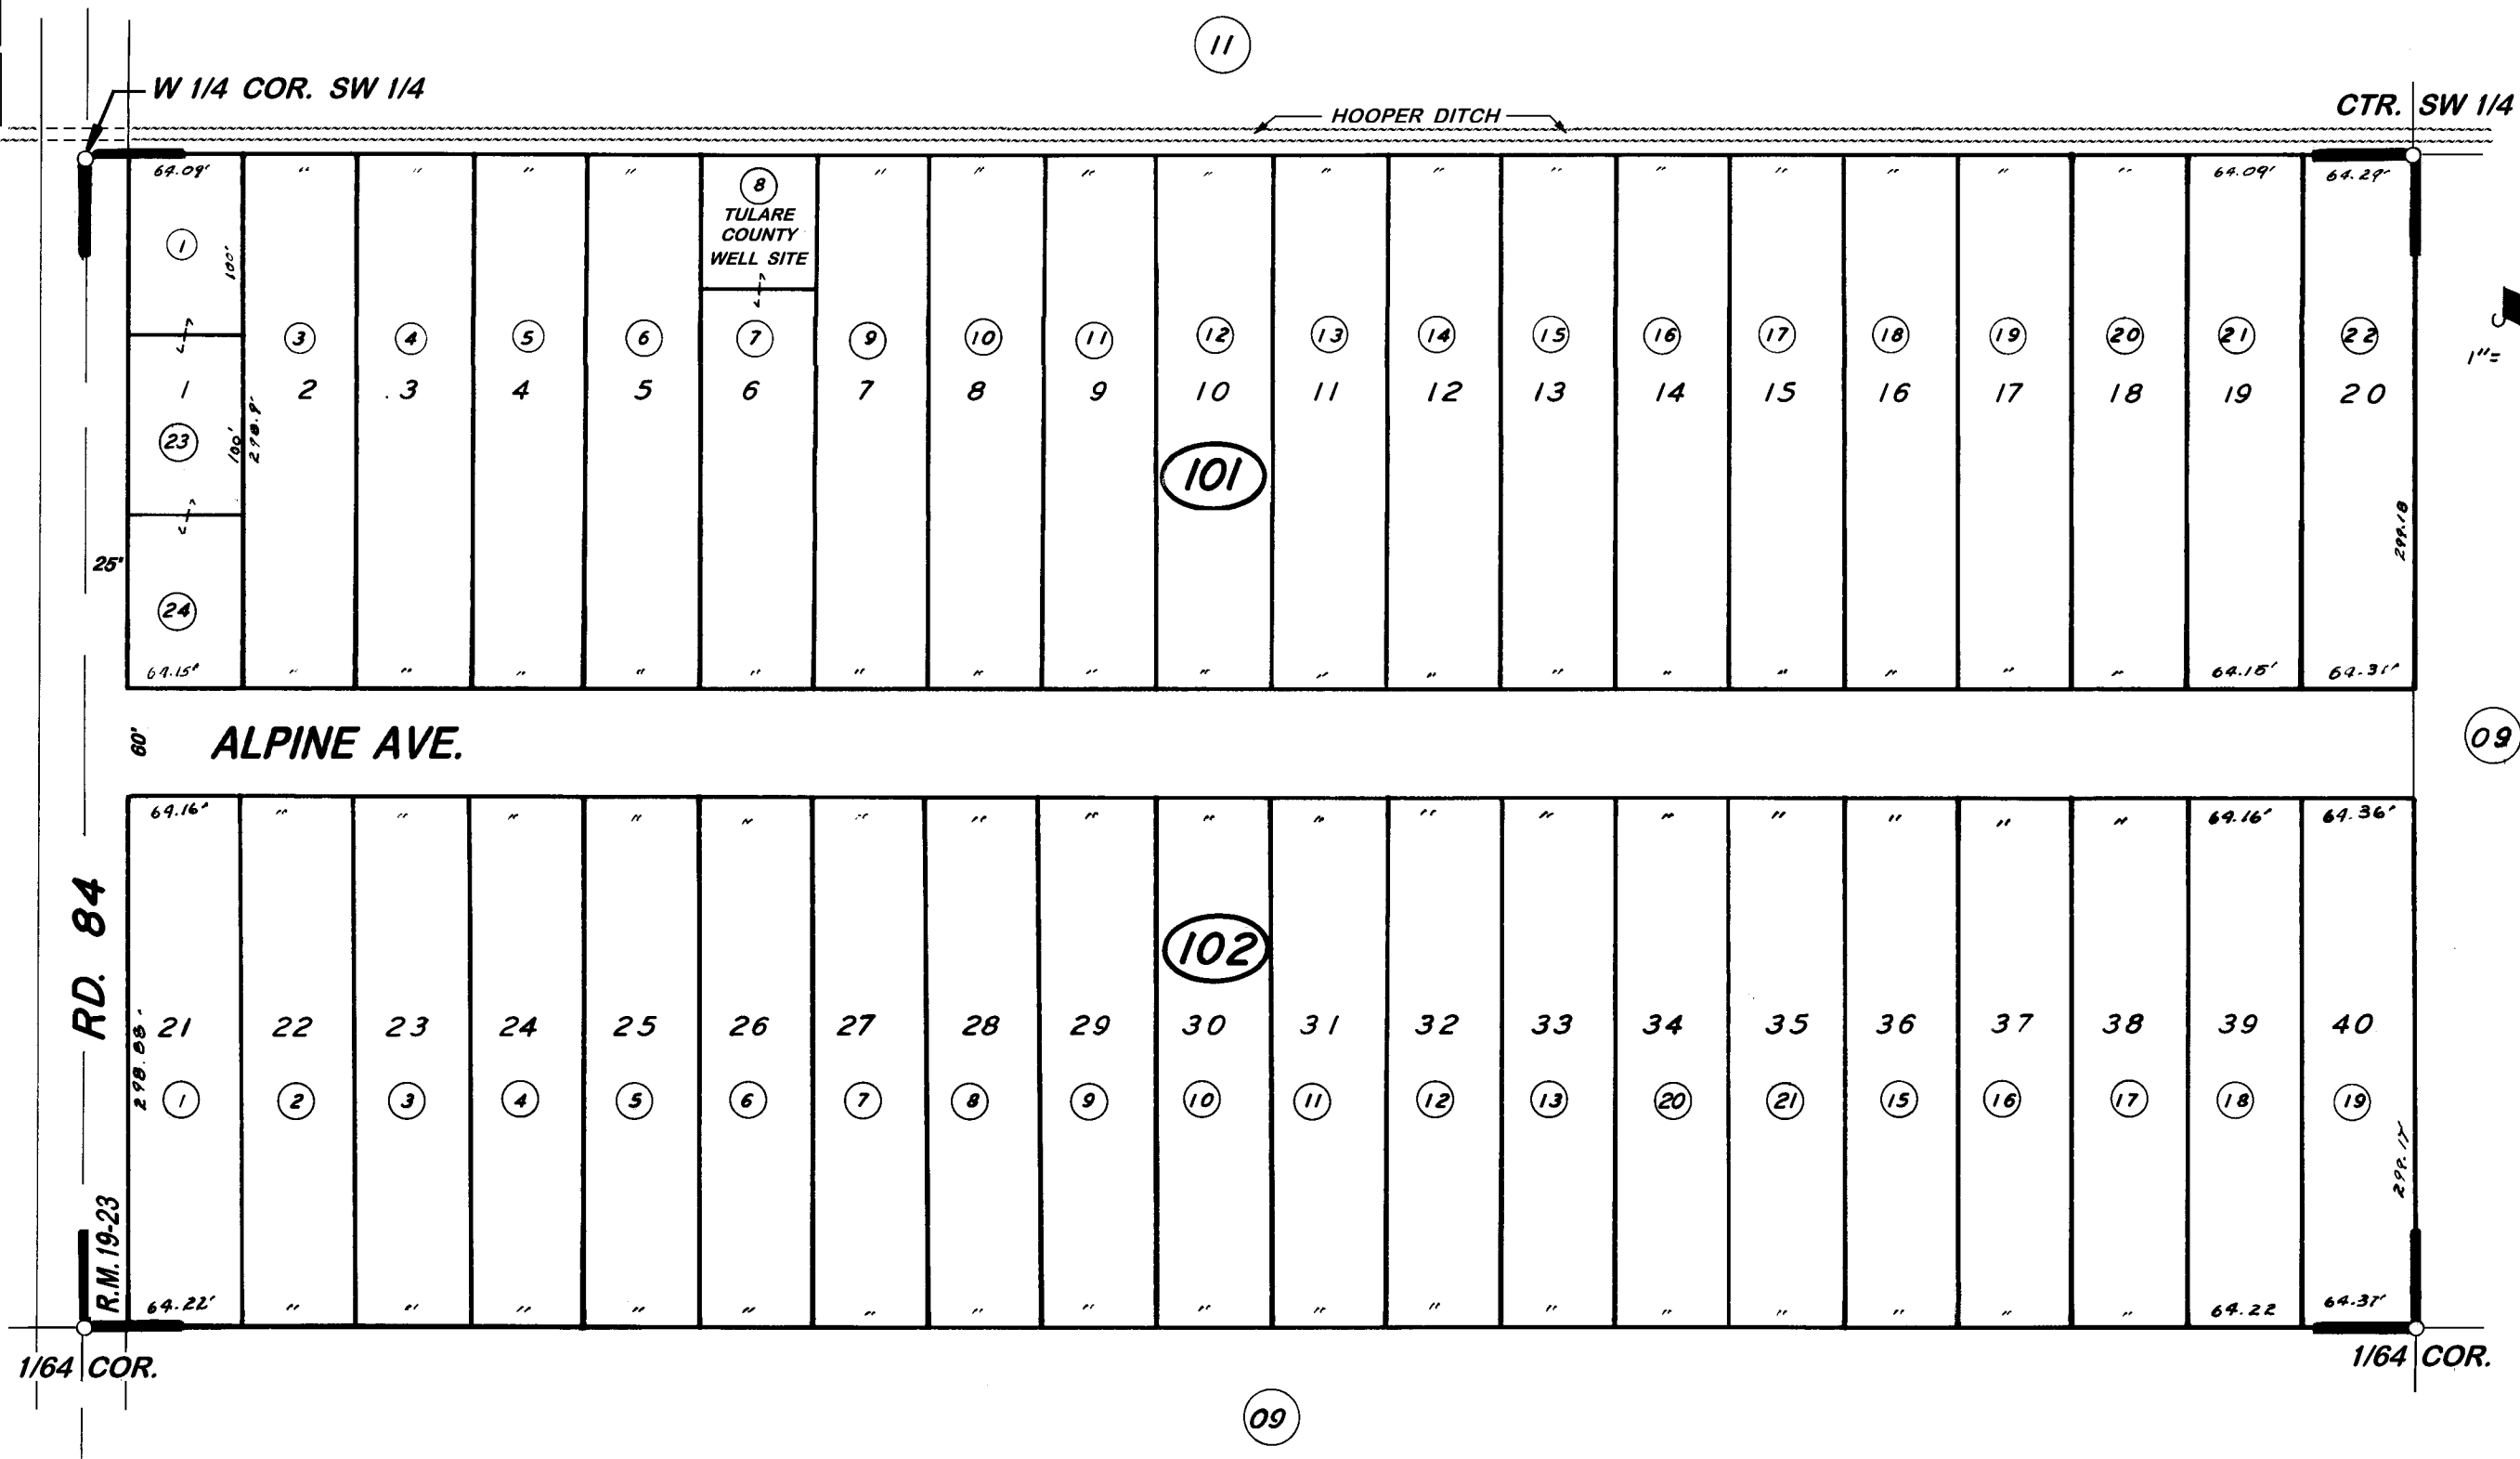 11
W 1/4 COR. SW 1/4
HOOPER DITCH
CTR. SW 1/4
64.09' " " " " " " " " " " " " " " " " 64.09' 64.29'
8
TULARE
COUNTY
WELL SITE
1
100'
3 4 5 6 7 9 10 11 12 13 14 15 16 17 18 19 20 21 22
1"=
1 2 3 4 5 6 7 8 9 10 11 12 13 14 15 16 17 18 19 20
23
100'
298.9'
101
299.18
25'
24
64.15' " " " " " " " " " " " " " " " " " 64.15' 64.31'
60'
ALPINE AVE.
09
64.16' " " " " " " " " " " " " " " " " " 64.16' 64.36'
RD. 84
102
21 22 23 24 25 26 27 28 29 30 31 32 33 34 35 36 37 38 39 40
298.88'
1 2 3 4 5 6 7 8 9 10 11 12 13 20 21 15 16 17 18 19
299.17'
R.M. 19-23
64.22' " " " " " " " " " " " " " " " " " 64.22 64.37'
1/64 COR.
1/64 COR.
09